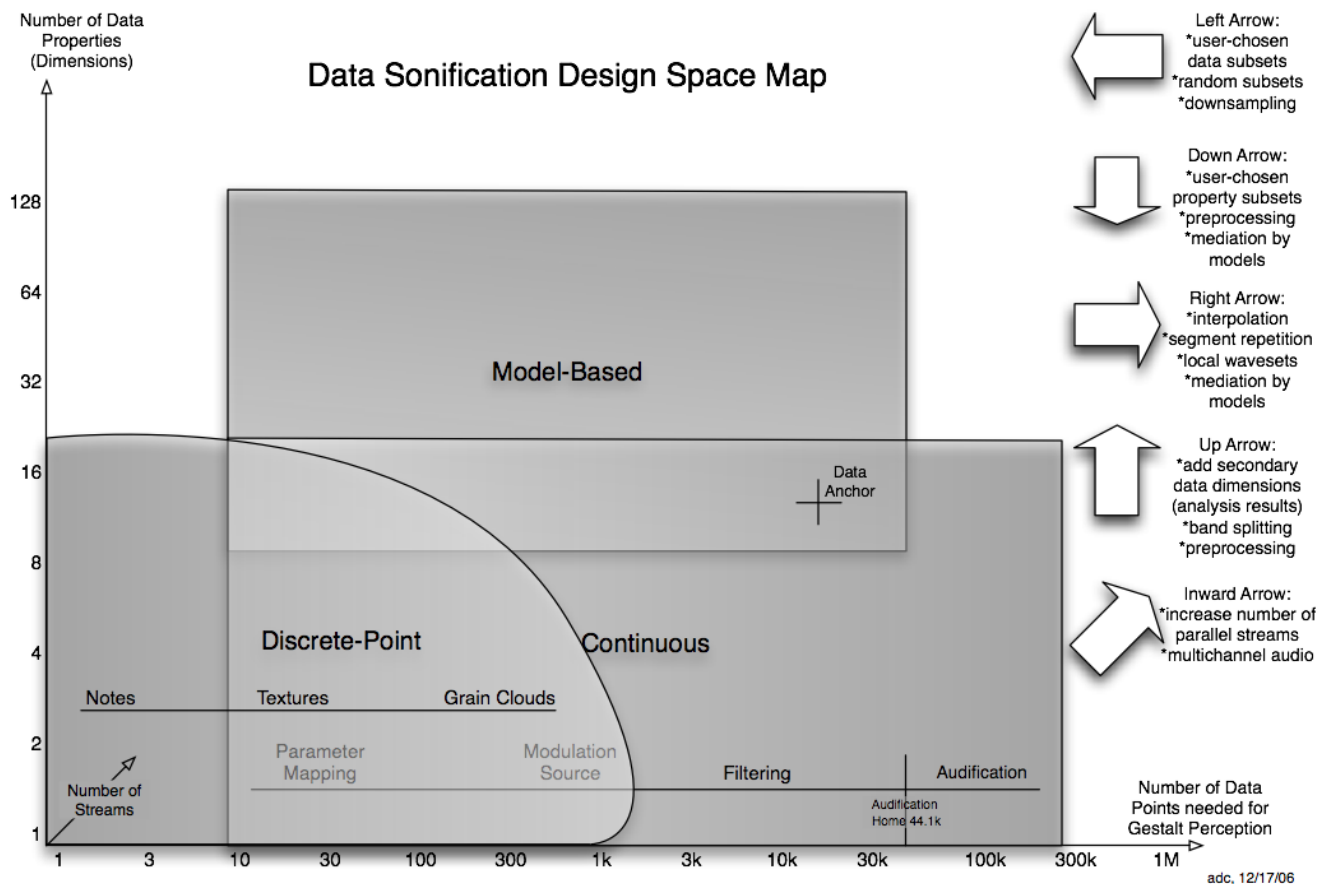 Number of Data
Properties
(Dimensions)
Data Sonification Design Space Map
128
64
32
16
8
4
2
1
Model-Based
Data
Anchor
Discrete-Point
Continuous
Notes
Textures
Grain Clouds
Parameter
Mapping
Modulation
Source
Filtering
Audification
Number of
Streams
Audification
Home 44.1k
1
3
10
30
100
300
1k
3k
10k
30k
100k
300k
1M
Number of Data
Points needed for
Gestalt Perception
Left Arrow:
*user-chosen
data subsets
*random subsets
*downsampling
Down Arrow:
*user-chosen
property subsets
*preprocessing
*mediation by
models
Right Arrow:
*interpolation
*segment repetition
*local wavesets
*mediation by
models
Up Arrow:
*add secondary
data dimensions
(analysis results)
*band splitting
*preprocessing
Inward Arrow:
*increase number of
parallel streams
*multichannel audio
adc, 12/17/06